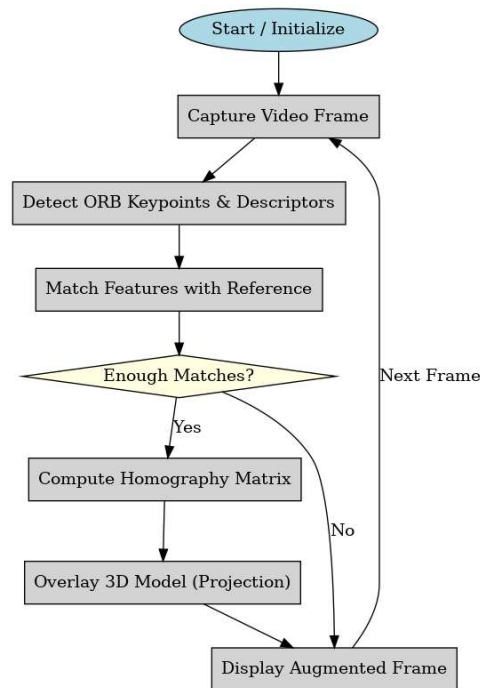 Start / Initialize
Capture Video Frame
Detect ORB Keypoints & Descriptors
Match Features with Reference
Enough Matches?
Next Frame
Yes
Compute Homography Matrix
No
Overlay 3D Model (Projection)
Display Augmented Frame